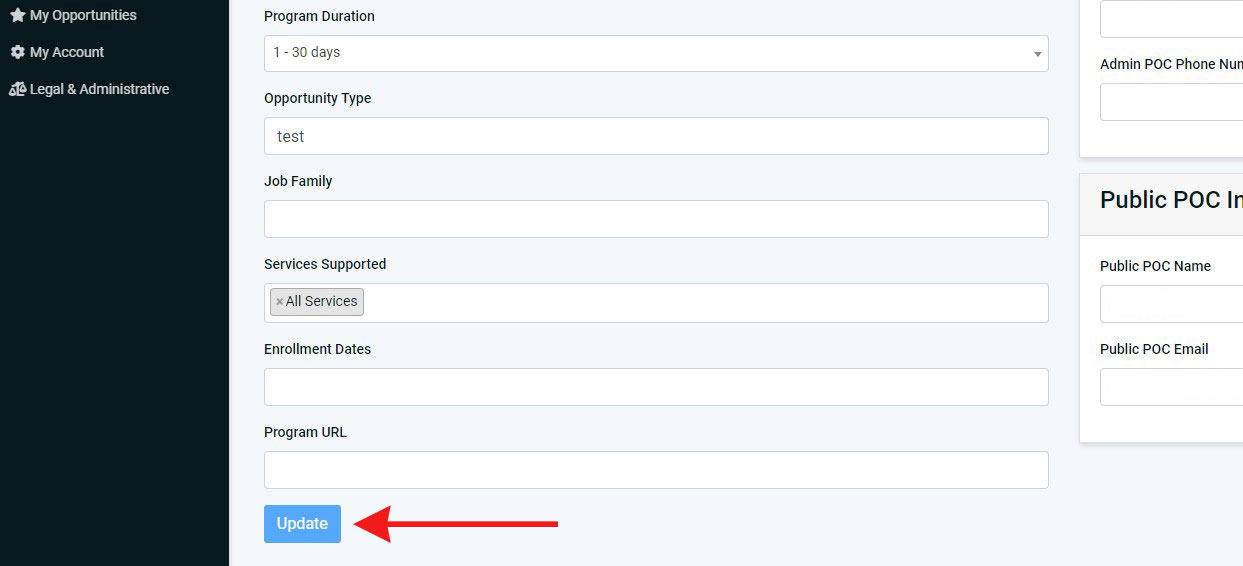 My Opportunities
My Account
Legal & Administrative
Program Duration
1 - 30 days
Opportunity Type
test
Job Family
Services Supported
×All Services
Enrollment Dates
Program URL
Update
Admin POC Phone Num
Public POC In
Public POC Name
Public POC Email